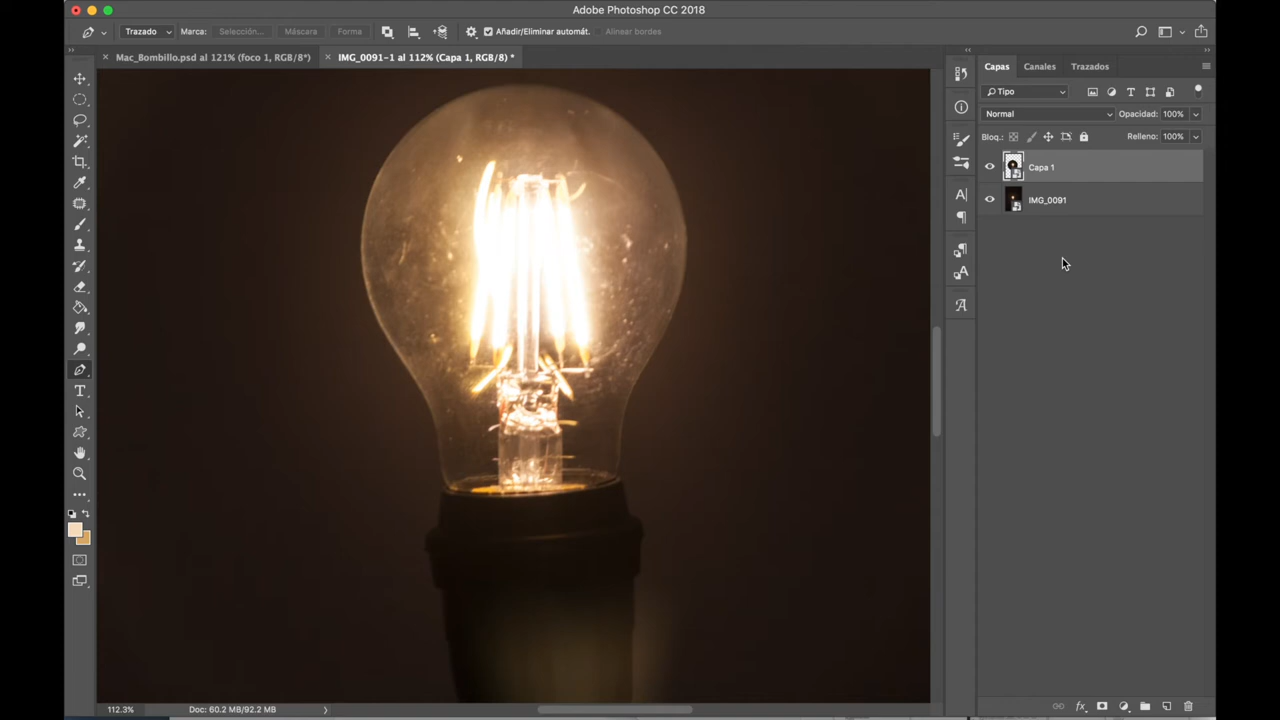 Adobe Photoshop CC 2018
Trazado Marca: Selección... Máscara Forma Añadir/Eliminar automát. Alinear bordes
Mac_Bombillo.psd al 121% (foco 1, RGB/8*) IMG_0091-1 al 112% (Capa 1, RGB/8) *
Capas Canales Trazados
Tipo
Normal Opacidad: 100%
Bloq.: Relleno: 100%
Capa 1
IMG_0091
112.3% Doc: 60.2 MB/92.2 MB